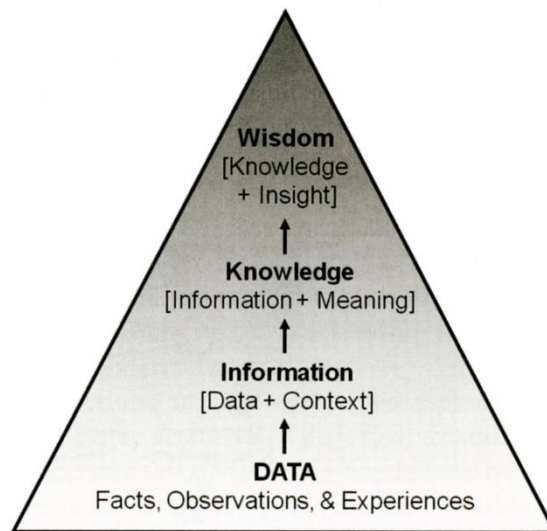 Wisdom
[Knowledge
+ Insight]
Knowledge
[Information + Meaning]
Information
[Data + Context]
DATA
Facts, Observations, & Experiences